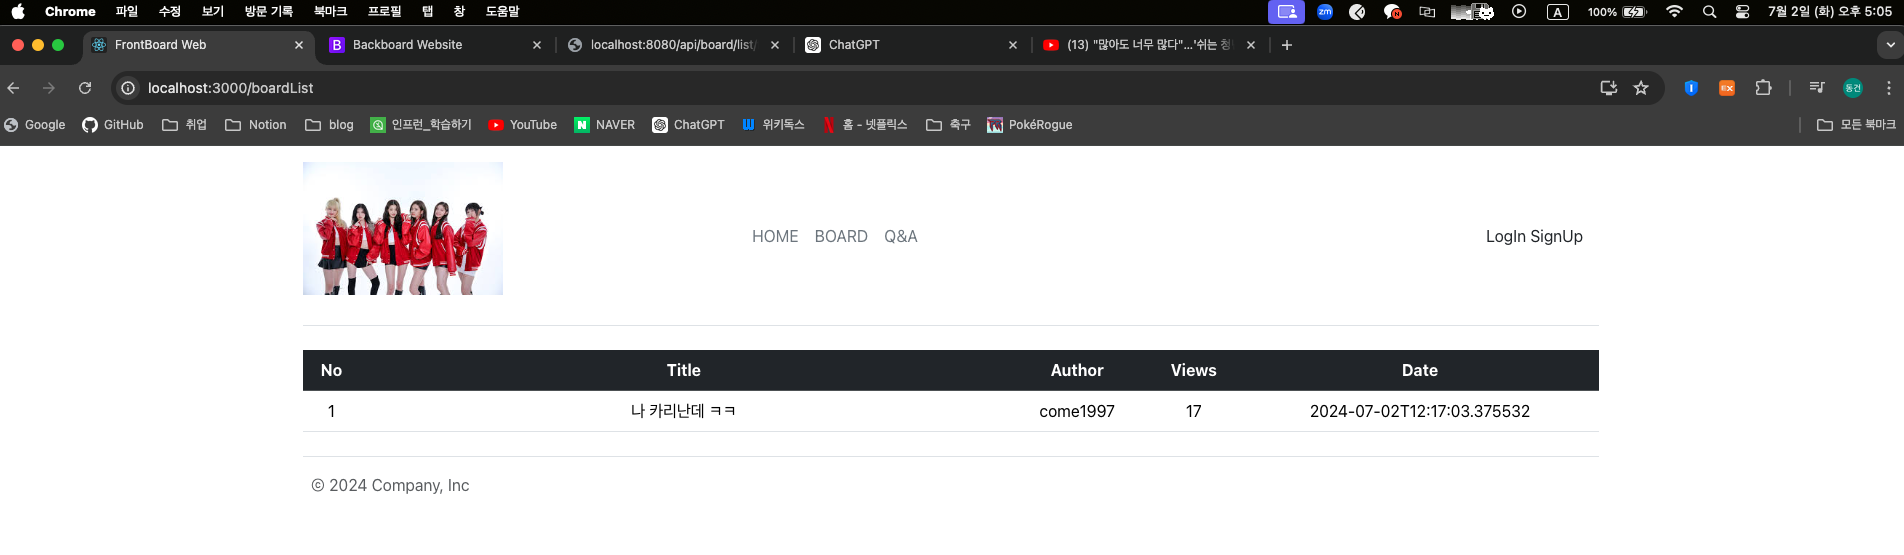 Chrome 파일 수정 보기 방문 기록 북마크 프로필 탭 창 도움말 zm N A 100% 7월 2일 (화) 오후 5:05
FrontBoard Web B Backboard Website localhost:8080/api/board/list/ ChatGPT (13) "많아도 너무 많다"...'쉬는 청
localhost:3000/boardList EX 동건
Google GitHub 취업 Notion blog 인프런_학습하기 YouTube N NAVER ChatGPT W 위키독스 N 홈 - 넷플릭스 축구 PokéRogue 모든 북마크
HOME BOARD Q&A LogIn SignUp
No Title Author Views Date
1 나 카리난데 ㅋㅋ come1997 17 2024-07-02T12:17:03.375532
© 2024 Company, Inc